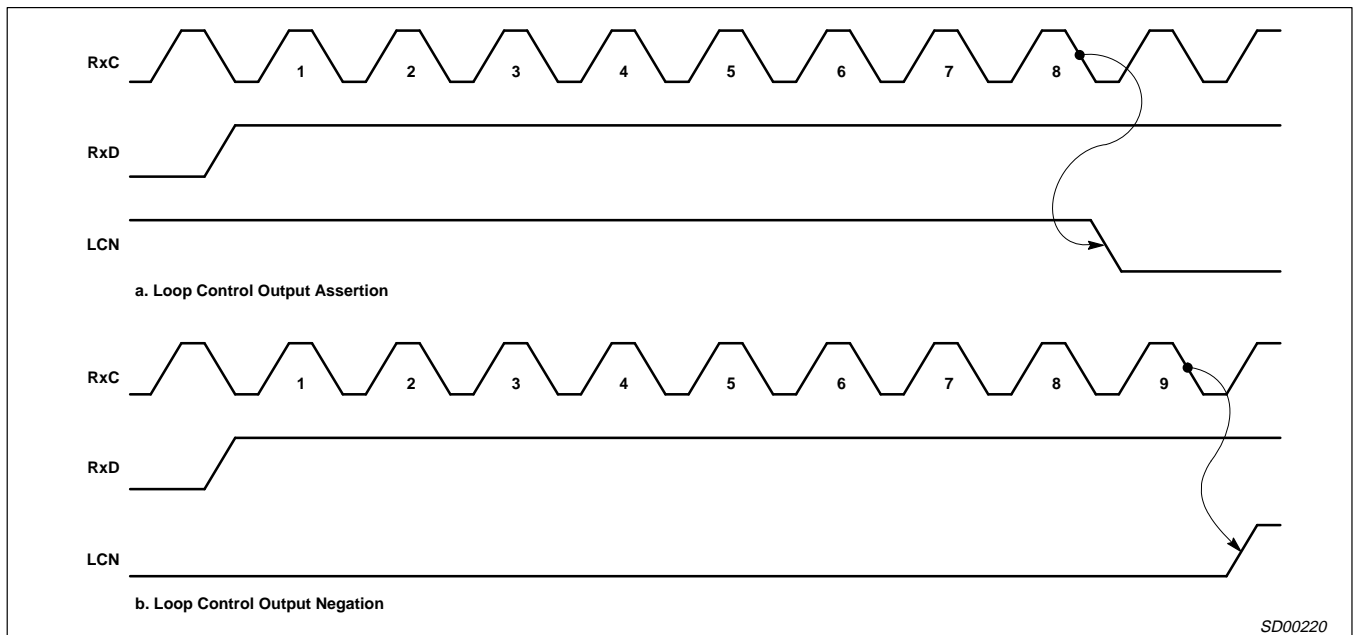 RxC
1 2 3 4 5 6 7 8
RxD
LCN
a. Loop Control Output Assertion
RxC
1 2 3 4 5 6 7 8 9
RxD
LCN
b. Loop Control Output Negation
SD00220